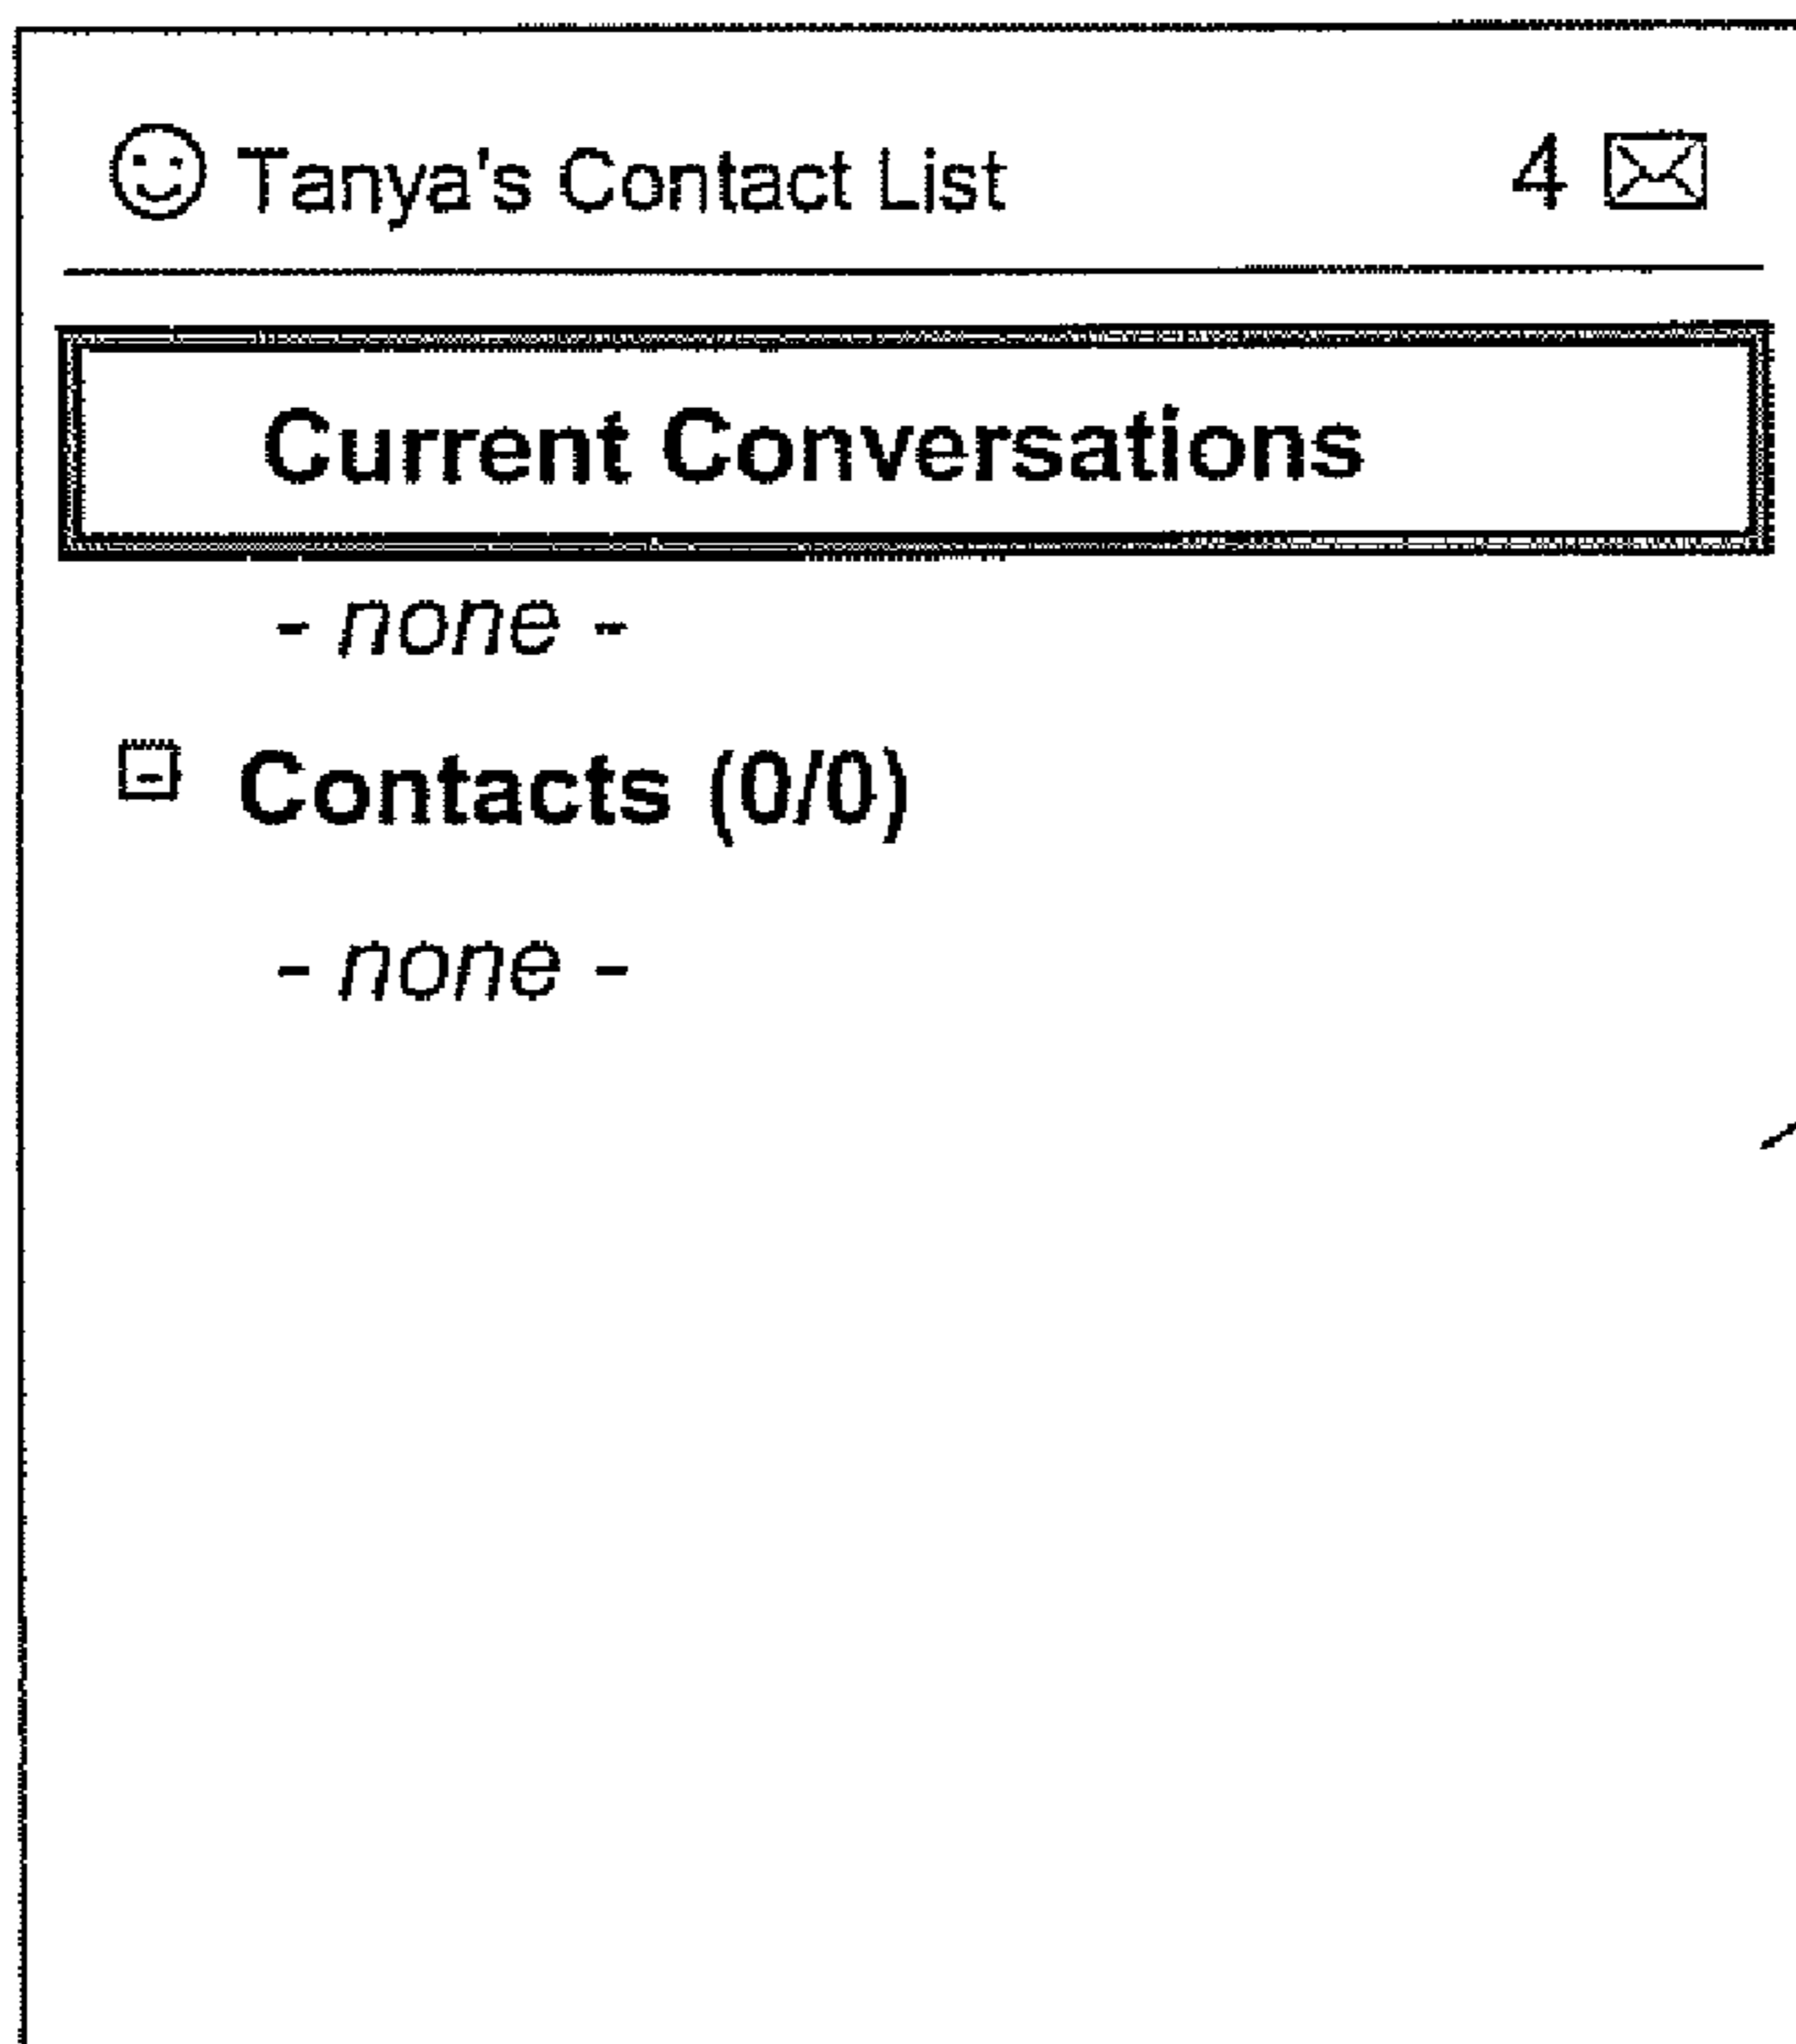 Tanya's Contact List 4
Current Conversations
- none -
Contacts (0/0)
- none -